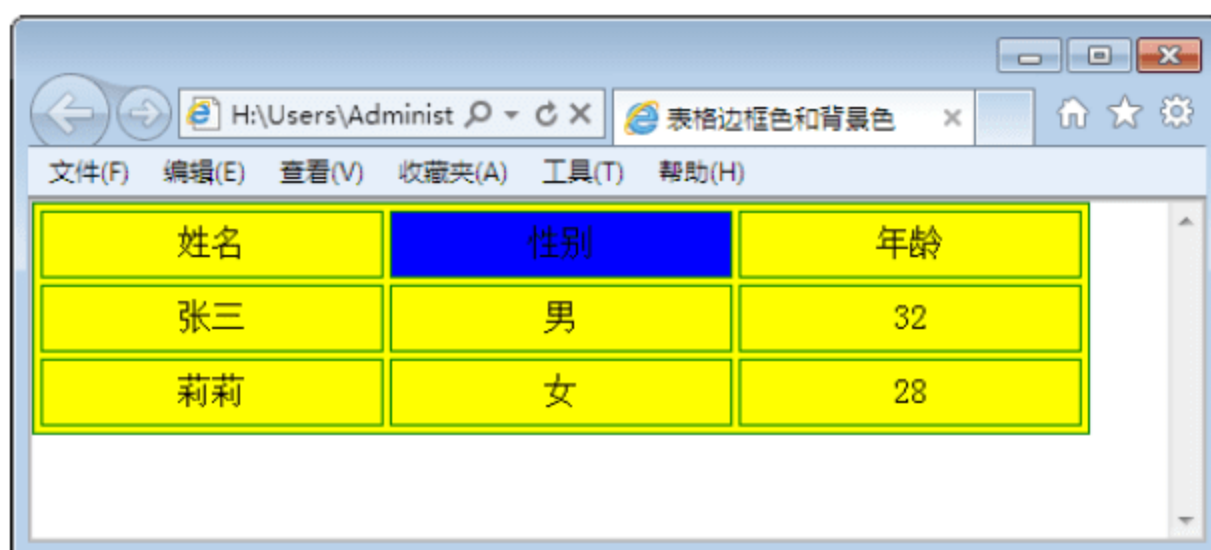 H:\Users\Administ
表格边框色和背景色
文件(F) 编辑(E) 查看(V) 收藏夹(A) 工具(T) 帮助(H)
姓名 性别 年龄
张三 男 32
莉莉 女 28